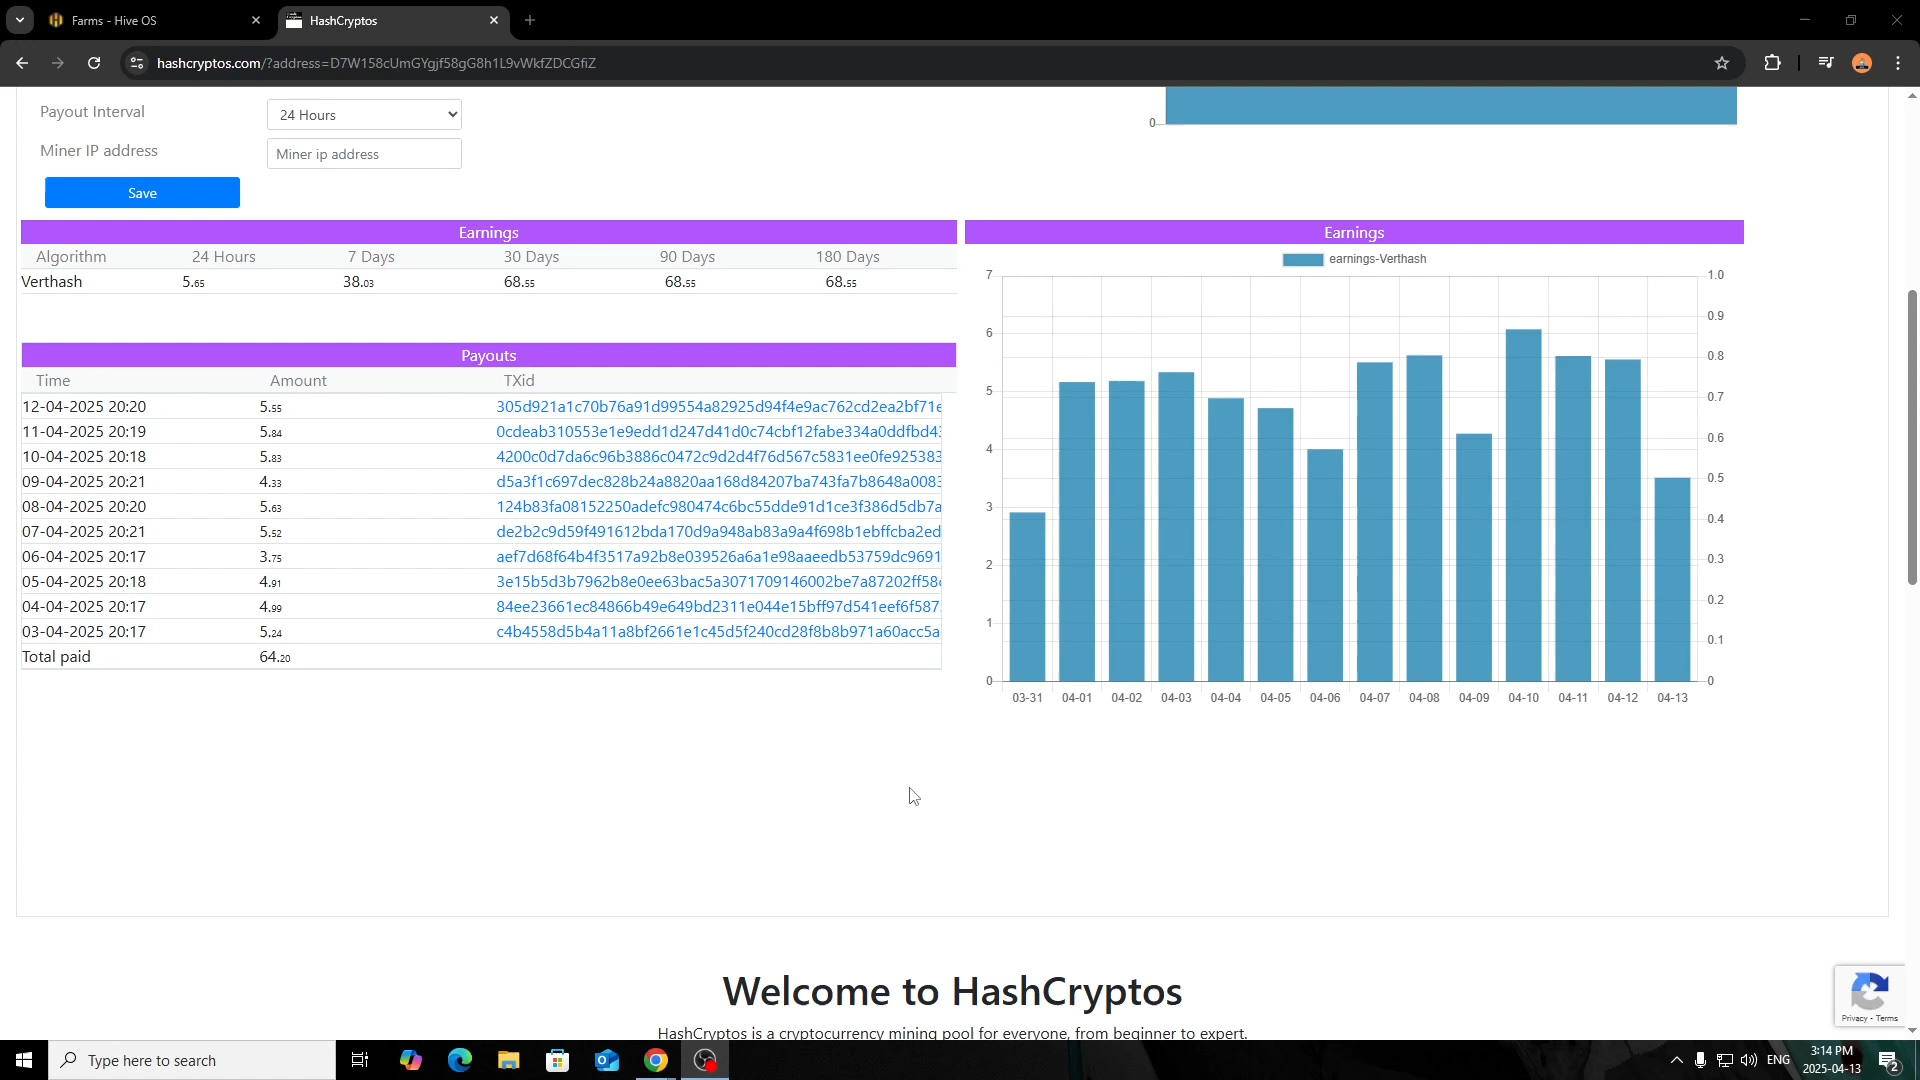 Farms - Hive OS
HashCryptos
hashcryptos.com/?address=D7W158cUmGYgjf58gG8h1L9vWkfZDCGfiZ
Payout Interval
24 Hours
Miner IP address
Miner ip address
Save
0
Earnings
Algorithm 24 Hours 7 Days 30 Days 90 Days 180 Days
Verthash 5.65 38.03 68.55 68.55 68.55
Payouts
Time Amount TXid
12-04-2025 20:20 5.55 305d921a1c70b76a91d99554a82925d94f4e9ac762cd2ea2bf71e
11-04-2025 20:19 5.84 0cdeab310553e1e9edd1d247d41d0c74cbf12fabe334a0ddfbd43
10-04-2025 20:18 5.83 4200c0d7da6c96b3886c0472c9d2d4f76d567c5831ee0fe925383
09-04-2025 20:21 4.33 d5a3f1c697dec828b24a8820aa168d84207ba743fa7b8648a0083
08-04-2025 20:20 5.63 124b83fa08152250adefc980474c6bc55dde91d1ce3f386d5db7a
07-04-2025 20:21 5.52 de2b2c9d59f491612bda170d9a948ab83a9a4f698b1ebffcba2ed
06-04-2025 20:17 3.75 aef7d68f64b4f3517a92b8e039526a6a1e98aaeedb53759dc9691
05-04-2025 20:18 4.91 3e15b5d3b7962b8e0ee63bac5a3071709146002be7a87202ff58
04-04-2025 20:17 4.99 84ee23661ec84866b49e649bd2311e044e15bff97d541eef6f587
03-04-2025 20:17 5.24 c4b4558d5b4a11a8bf2661e1c45d5f240cd28f8b8b971a60acc5a
Total paid 64.20
Earnings
earnings-Verthash
7 1.0
0.9
6
0.8
5
0.7
0.6
4
0.5
3
0.4
0.3
2
0.2
1
0.1
0 0
03-31 04-01 04-02 04-03 04-04 04-05 04-06 04-07 04-08 04-09 04-10 04-11 04-12 04-13
Welcome to HashCryptos
HashCryptos is a cryptocurrency mining pool for everyone, from beginner to expert.
Privacy - Terms
Type here to search
ENG
3:14 PM
2025-04-13
2